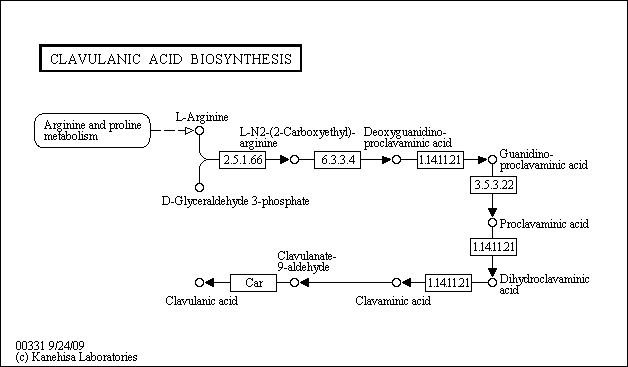 CLAVULANIC ACID BIOSYNTHESIS
Arginine and proline
metabolism
L-Arginine
L-N2-(2-Carboxyethyl)-
arginine
Deoxyguanidino-
proclavaminic acid
2.5.1.66
6.3.3.4
1.14.11.21
Guanidino-
proclavaminic acid
3.5.3.22
D-Glyceraldehyde 3-phosphate
Proclavaminic acid
1.14.11.21
Clavulanate-
9-aldehyde
Car
1.14.11.21
Dihydroclavaminic
acid
Clavulanic acid
Clavaminic acid
00331 9/24/09
(c) Kanehisa Laboratories